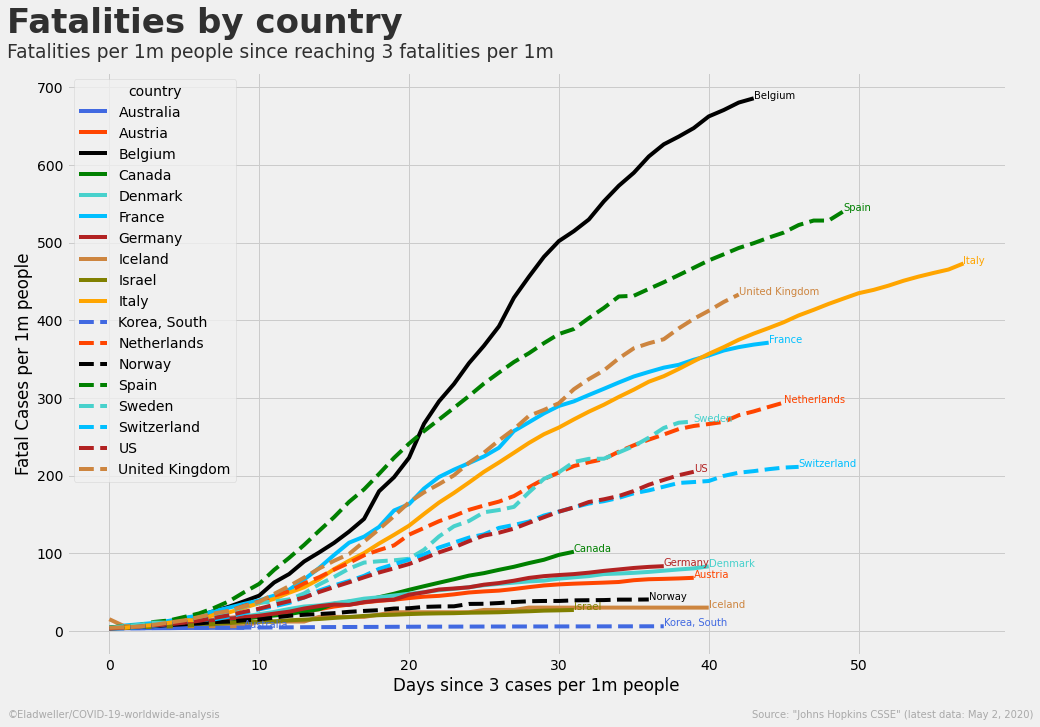 Fatalities by country
Fatalities per 1m people since reaching 3 fatalities per 1m
country
Australia
Austria
Belgium
Canada
Denmark
France
Germany
Iceland
Israel
Italy
Korea, South
Netherlands
Norway
Spain
Sweden
Switzerland
US
United Kingdom
Fatal Cases per 1m people
700
600
500
400
300
200
100
0
Belgium
Spain
Italy
United Kingdom
France
Netherlands
Sweden
Switzerland
US
Canada
Germany
Denmark
Austria
Norway
Israel
Iceland
Korea, South
Australia
0
10
20
30
40
50
Days since 3 cases per 1m people
©Eladweller/COVID-19-worldwide-analysis
Source: "Johns Hopkins CSSE" (latest data: May 2, 2020)